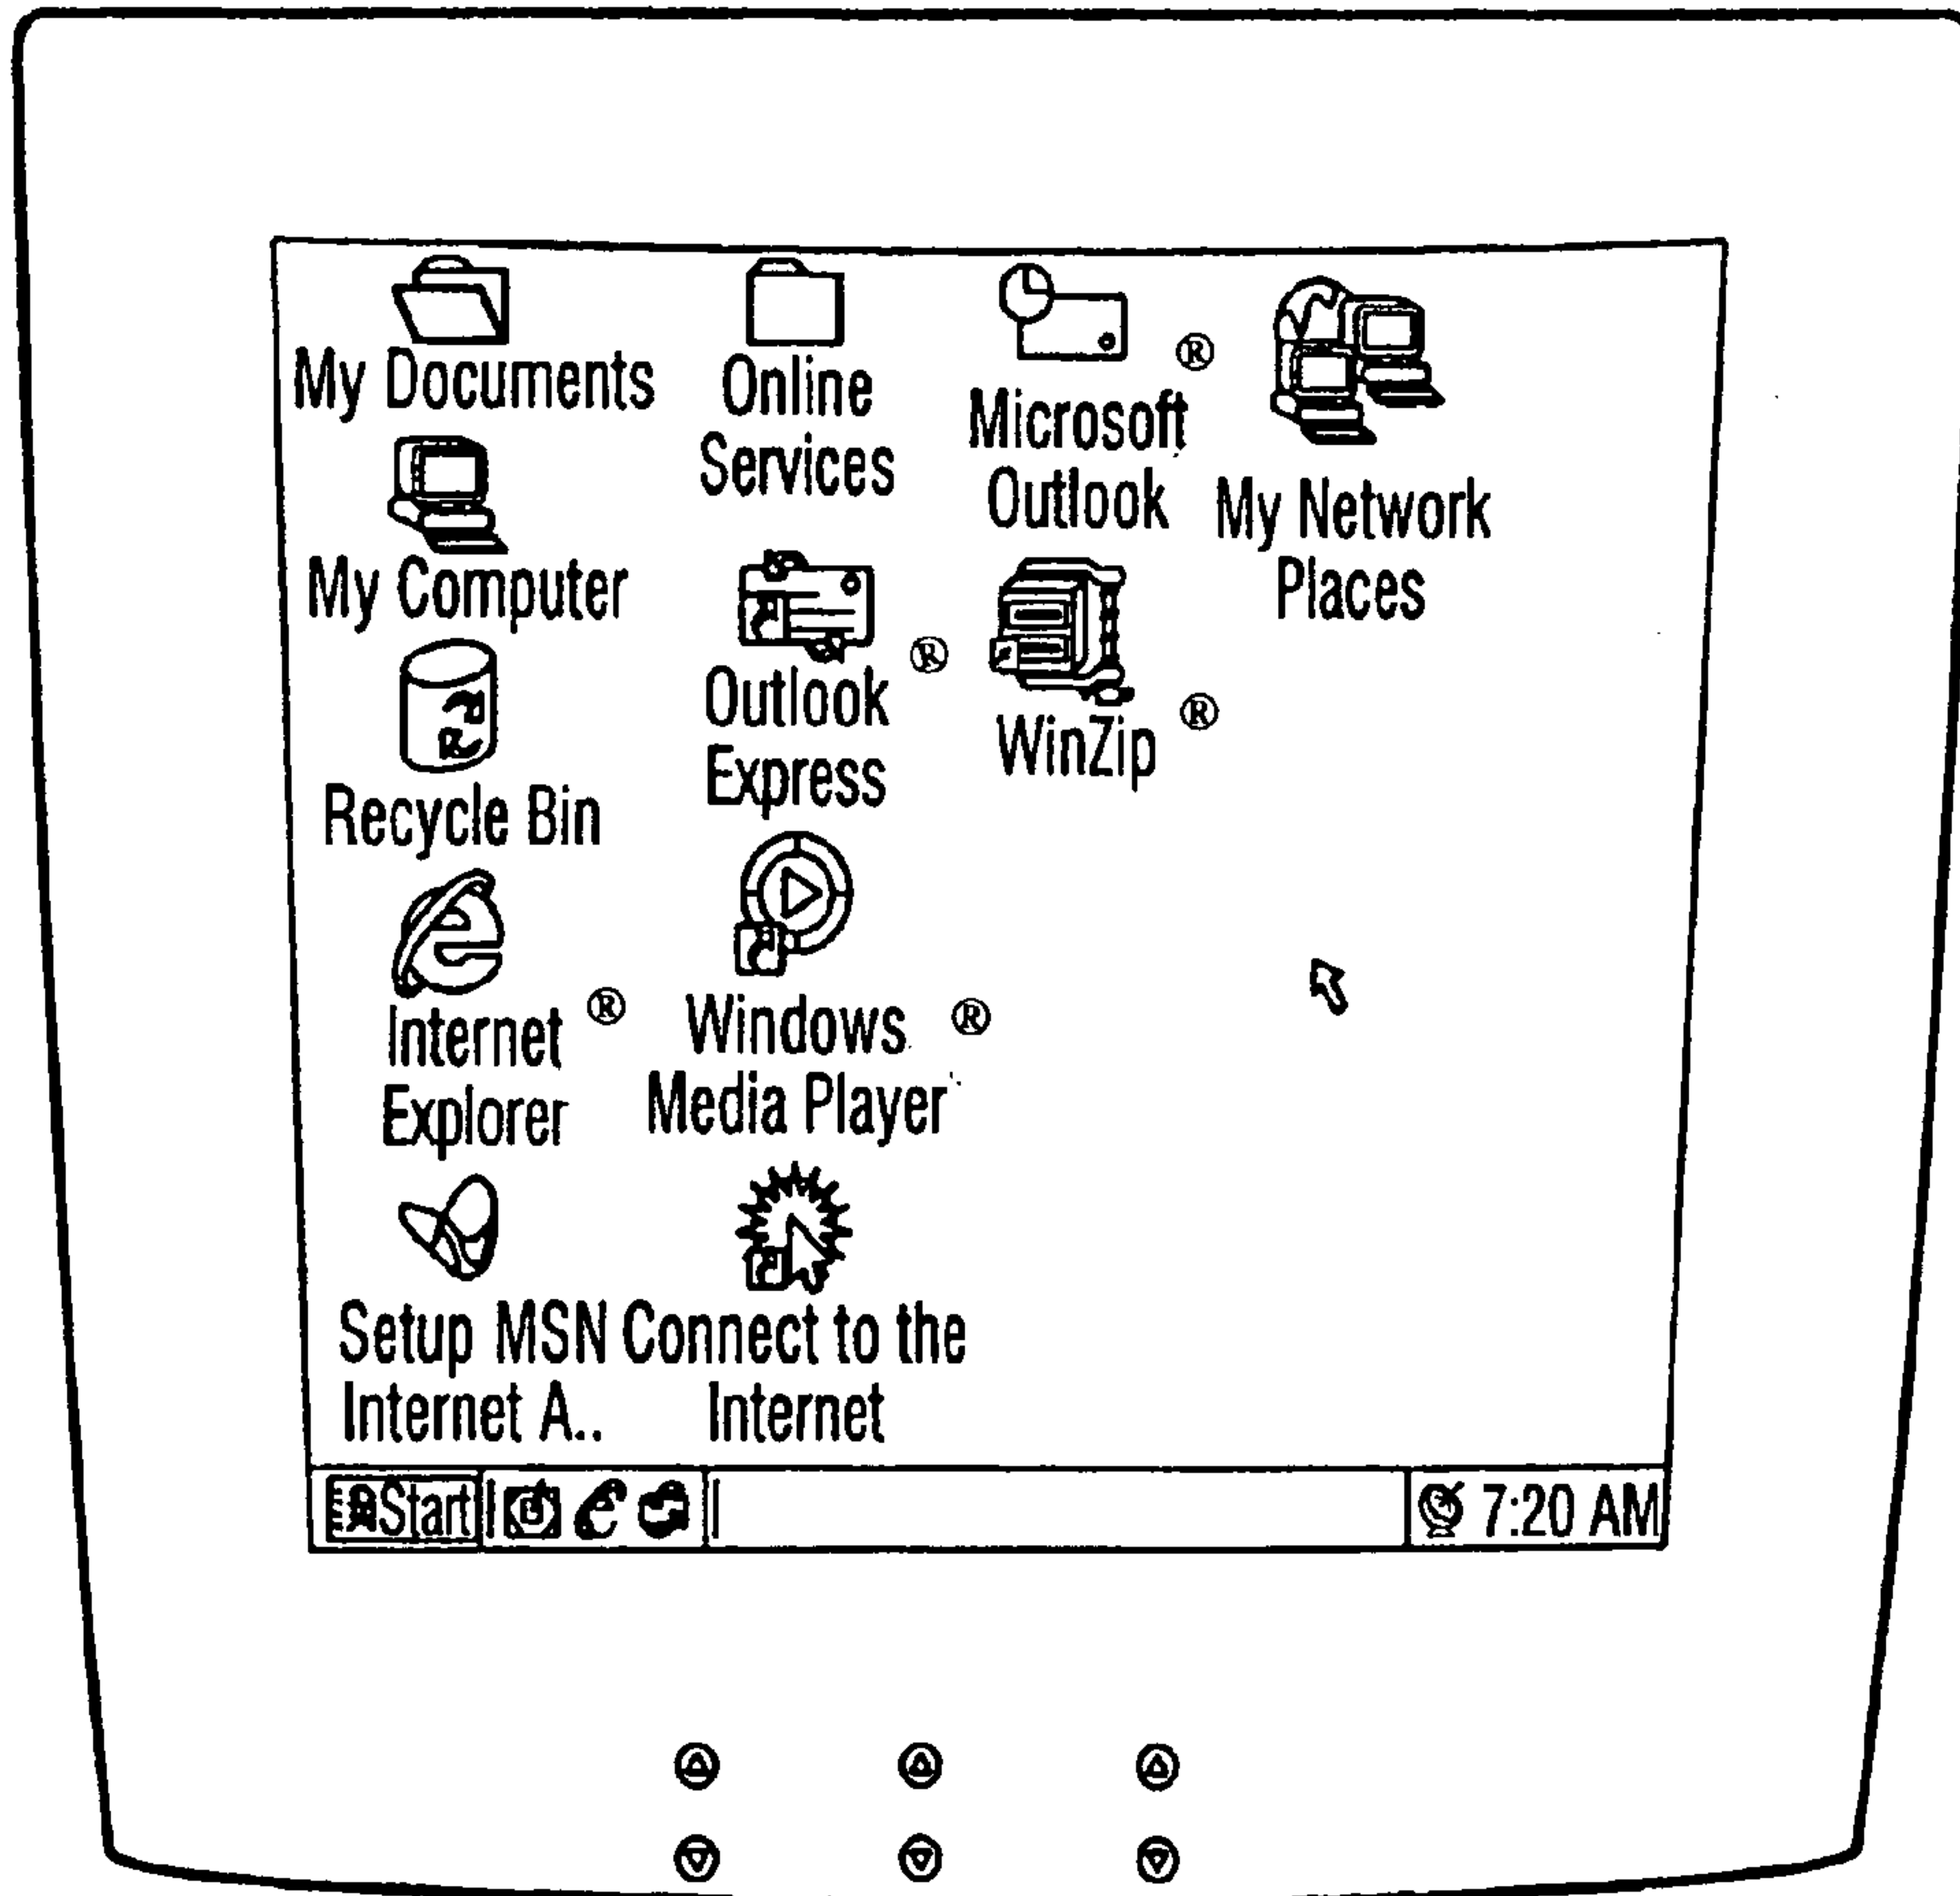 My Documents
Online
Services
®
Microsoft
Outlook
My Network
Places
My Computer
®
Outlook
Express
®
WinZip
Recycle Bin
®
Internet
Explorer
®
Windows
Media Player
Setup MSN
Internet A..
Connect to the
Internet
Start
7:20 AM